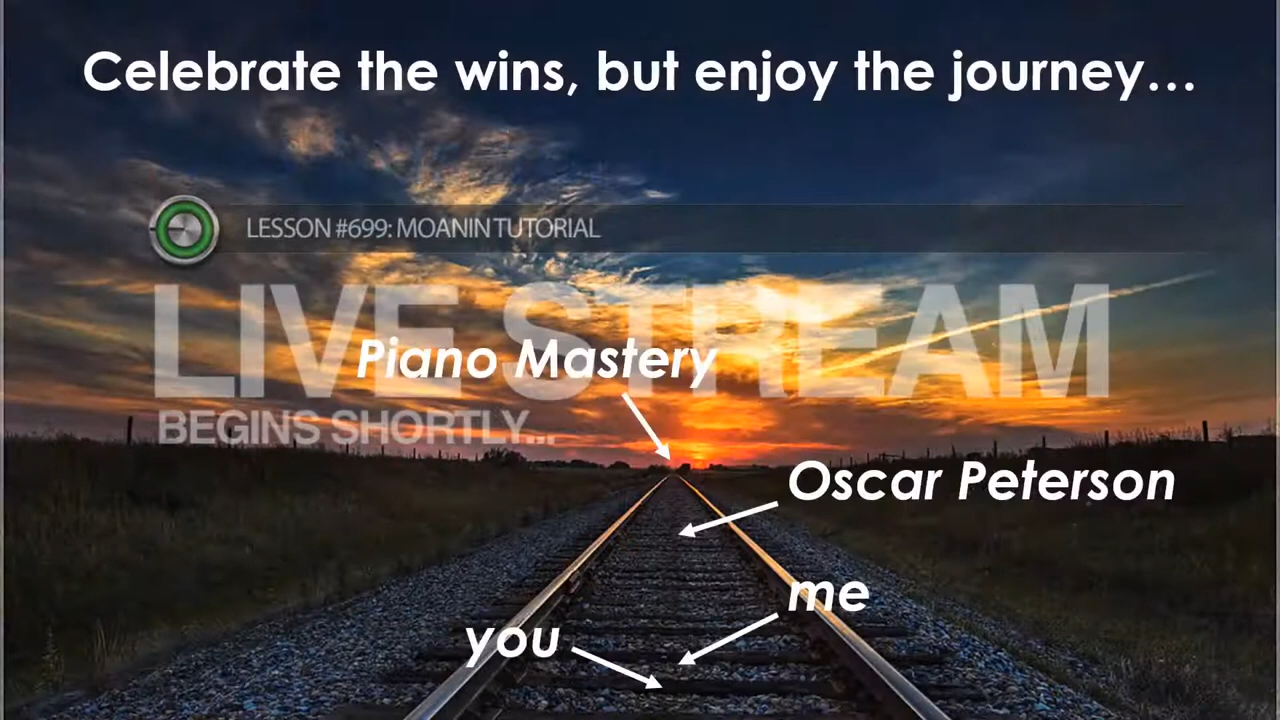 Celebrate the wins, but enjoy the journey...
LESSON #699: MOANIN TUTORIAL
LIVE STREAM
Piano Mastery
BEGINS SHORTLY...
Oscar Peterson
me
you